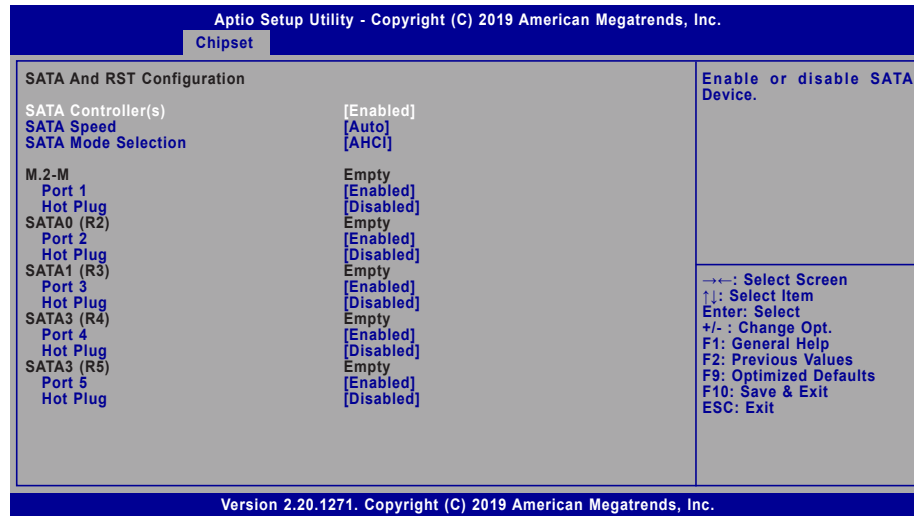 Aptio Setup Utility - Copyright (C) 2019 American Megatrends, Inc.
Chipset
SATA And RST Configuration
SATA Controller(s) [Enabled]
SATA Speed [Auto]
SATA Mode Selection [AHCI]
M.2-M Empty
Port 1 [Enabled]
Hot Plug [Disabled]
SATA0 (R2) Empty
Port 2 [Enabled]
Hot Plug [Disabled]
SATA1 (R3) Empty
Port 3 [Enabled]
Hot Plug [Disabled]
SATA3 (R4) Empty
Port 4 [Enabled]
Hot Plug [Disabled]
SATA3 (R5) Empty
Port 5 [Enabled]
Hot Plug [Disabled]
Enable or disable SATA
Device.
→←: Select Screen
↑↓: Select Item
Enter: Select
+/- : Change Opt.
F1: General Help
F2: Previous Values
F9: Optimized Defaults
F10: Save & Exit
ESC: Exit
Version 2.20.1271. Copyright (C) 2019 American Megatrends, Inc.